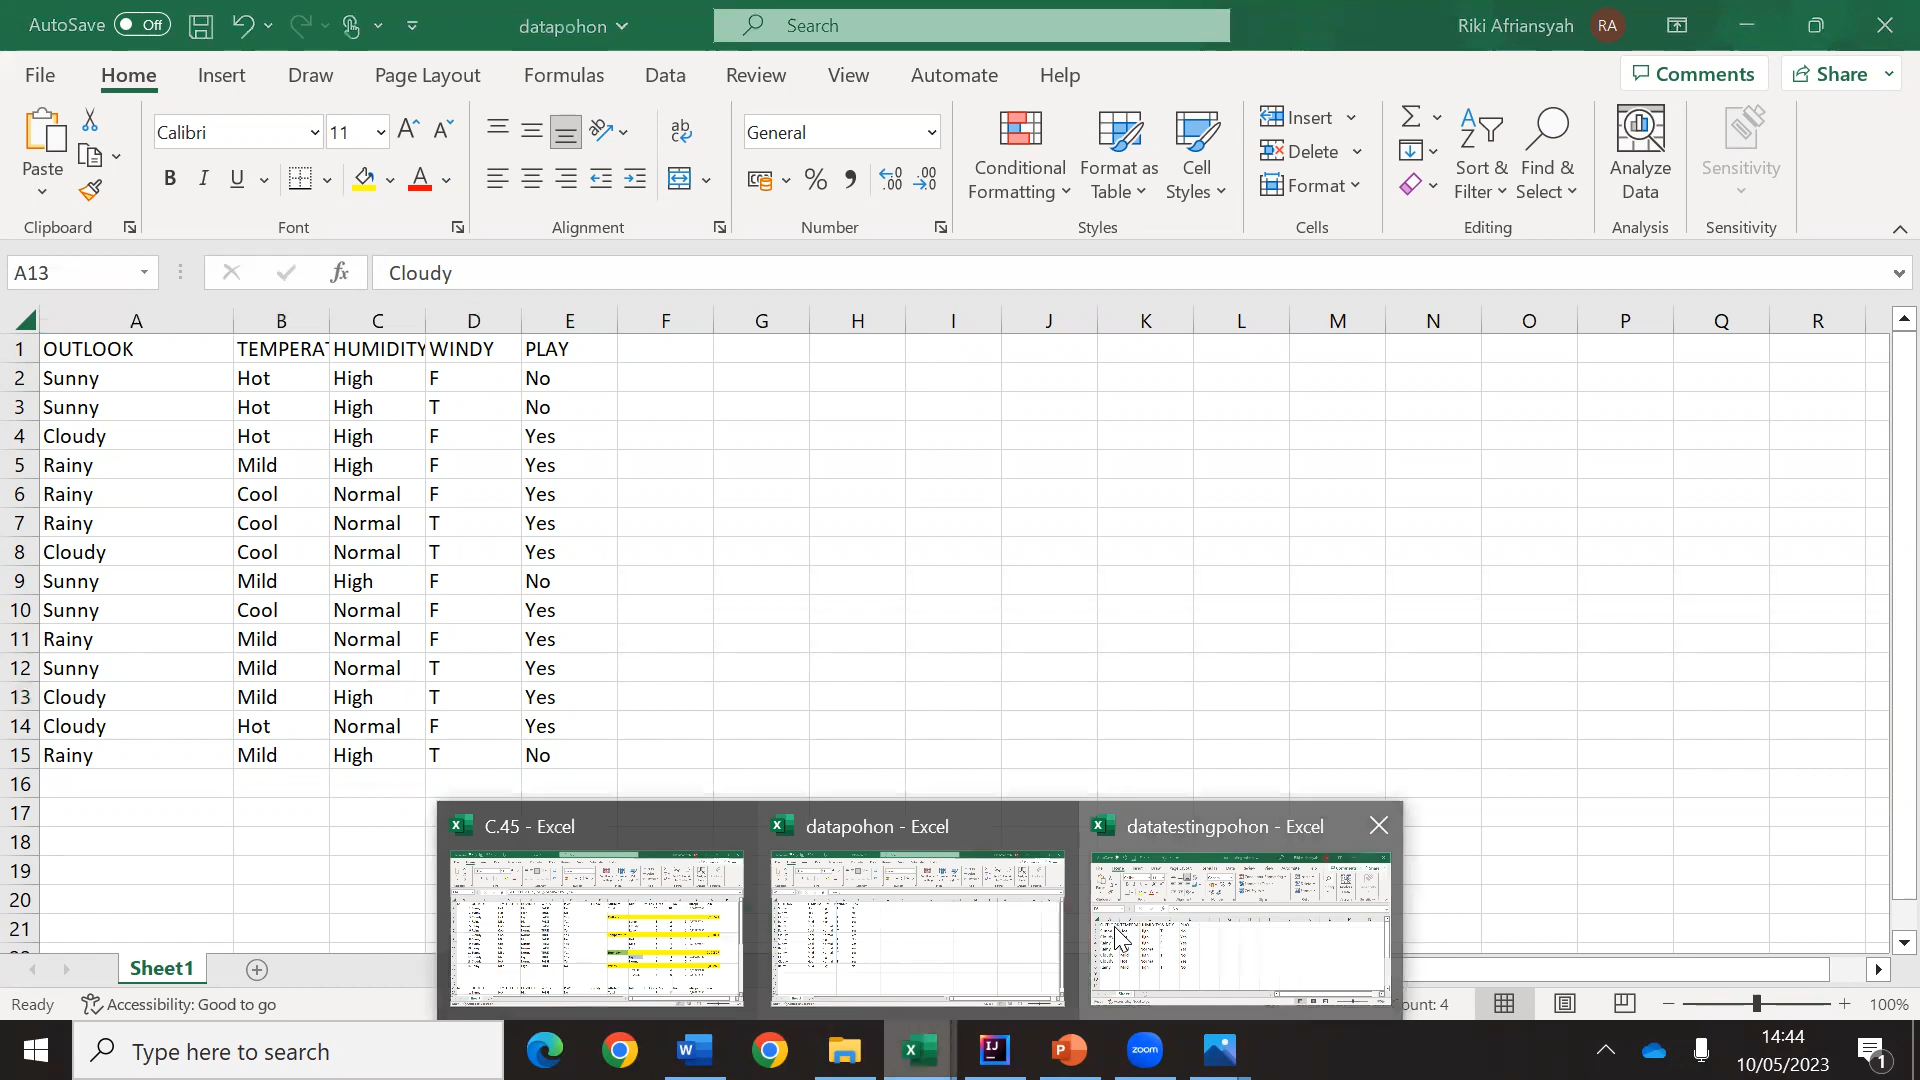 AutoSave Off datapohon Search Riki Afriansyah RA
File Home Insert Draw Page Layout Formulas Data Review View Automate Help Comments Share
Calibri 11 ab General Insert
Paste Conditional Formatting Format as Table Cell Styles Delete Sort & Filter Find & Select Analyze Data Sensitivity
B I U Format
Clipboard Font Alignment Number Styles Cells Editing Analysis Sensitivity
A13 fx Cloudy
A B C D E F G H I J K L M N O P Q R
1 OUTLOOK TEMPERAT HUMIDITY WINDY PLAY
2 Sunny Hot High F No
3 Sunny Hot High T No
4 Cloudy Hot High F Yes
5 Rainy Mild High F Yes
6 Rainy Cool Normal F Yes
7 Rainy Cool Normal T Yes
8 Cloudy Cool Normal T Yes
9 Sunny Mild High F No
10 Sunny Cool Normal F Yes
11 Rainy Mild Normal F Yes
12 Sunny Mild Normal T Yes
13 Cloudy Mild High T Yes
14 Cloudy Hot Normal F Yes
15 Rainy Mild High T No
16
17
18 C.45 - Excel datapohon - Excel datatestingpohon - Excel
19
20
21
Sheet1
Ready Accessibility: Good to go ount: 4 100%
Type here to search zoom 14:44
10/05/2023 1